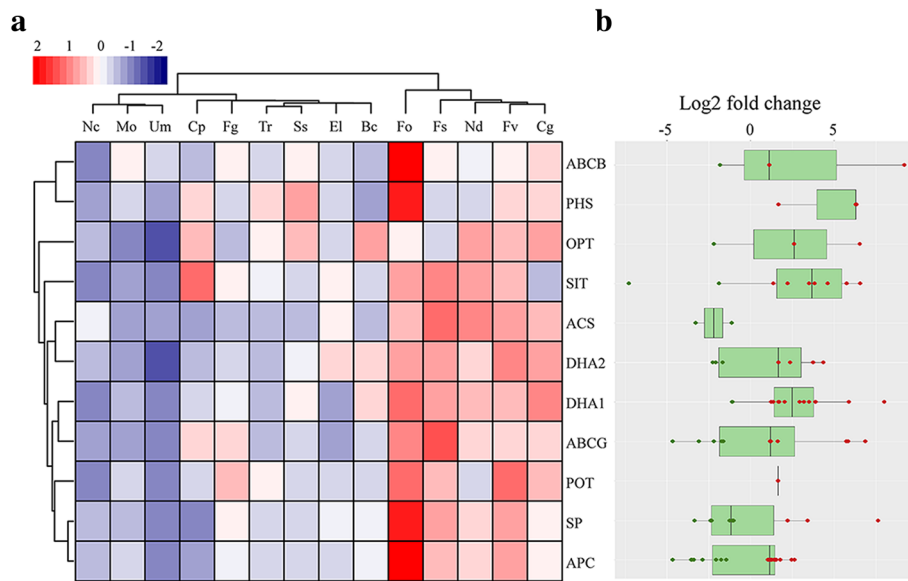 a
b
2 1 0 -1 -2
Log2 fold change
-5 0 5
Nc Mo Um Cp Fg Tr Ss El Bc Fo Fs Nd Fv Cg
ABCB
PHS
OPT
SIT
ACS
DHA2
DHA1
ABCG
POT
SP
APC